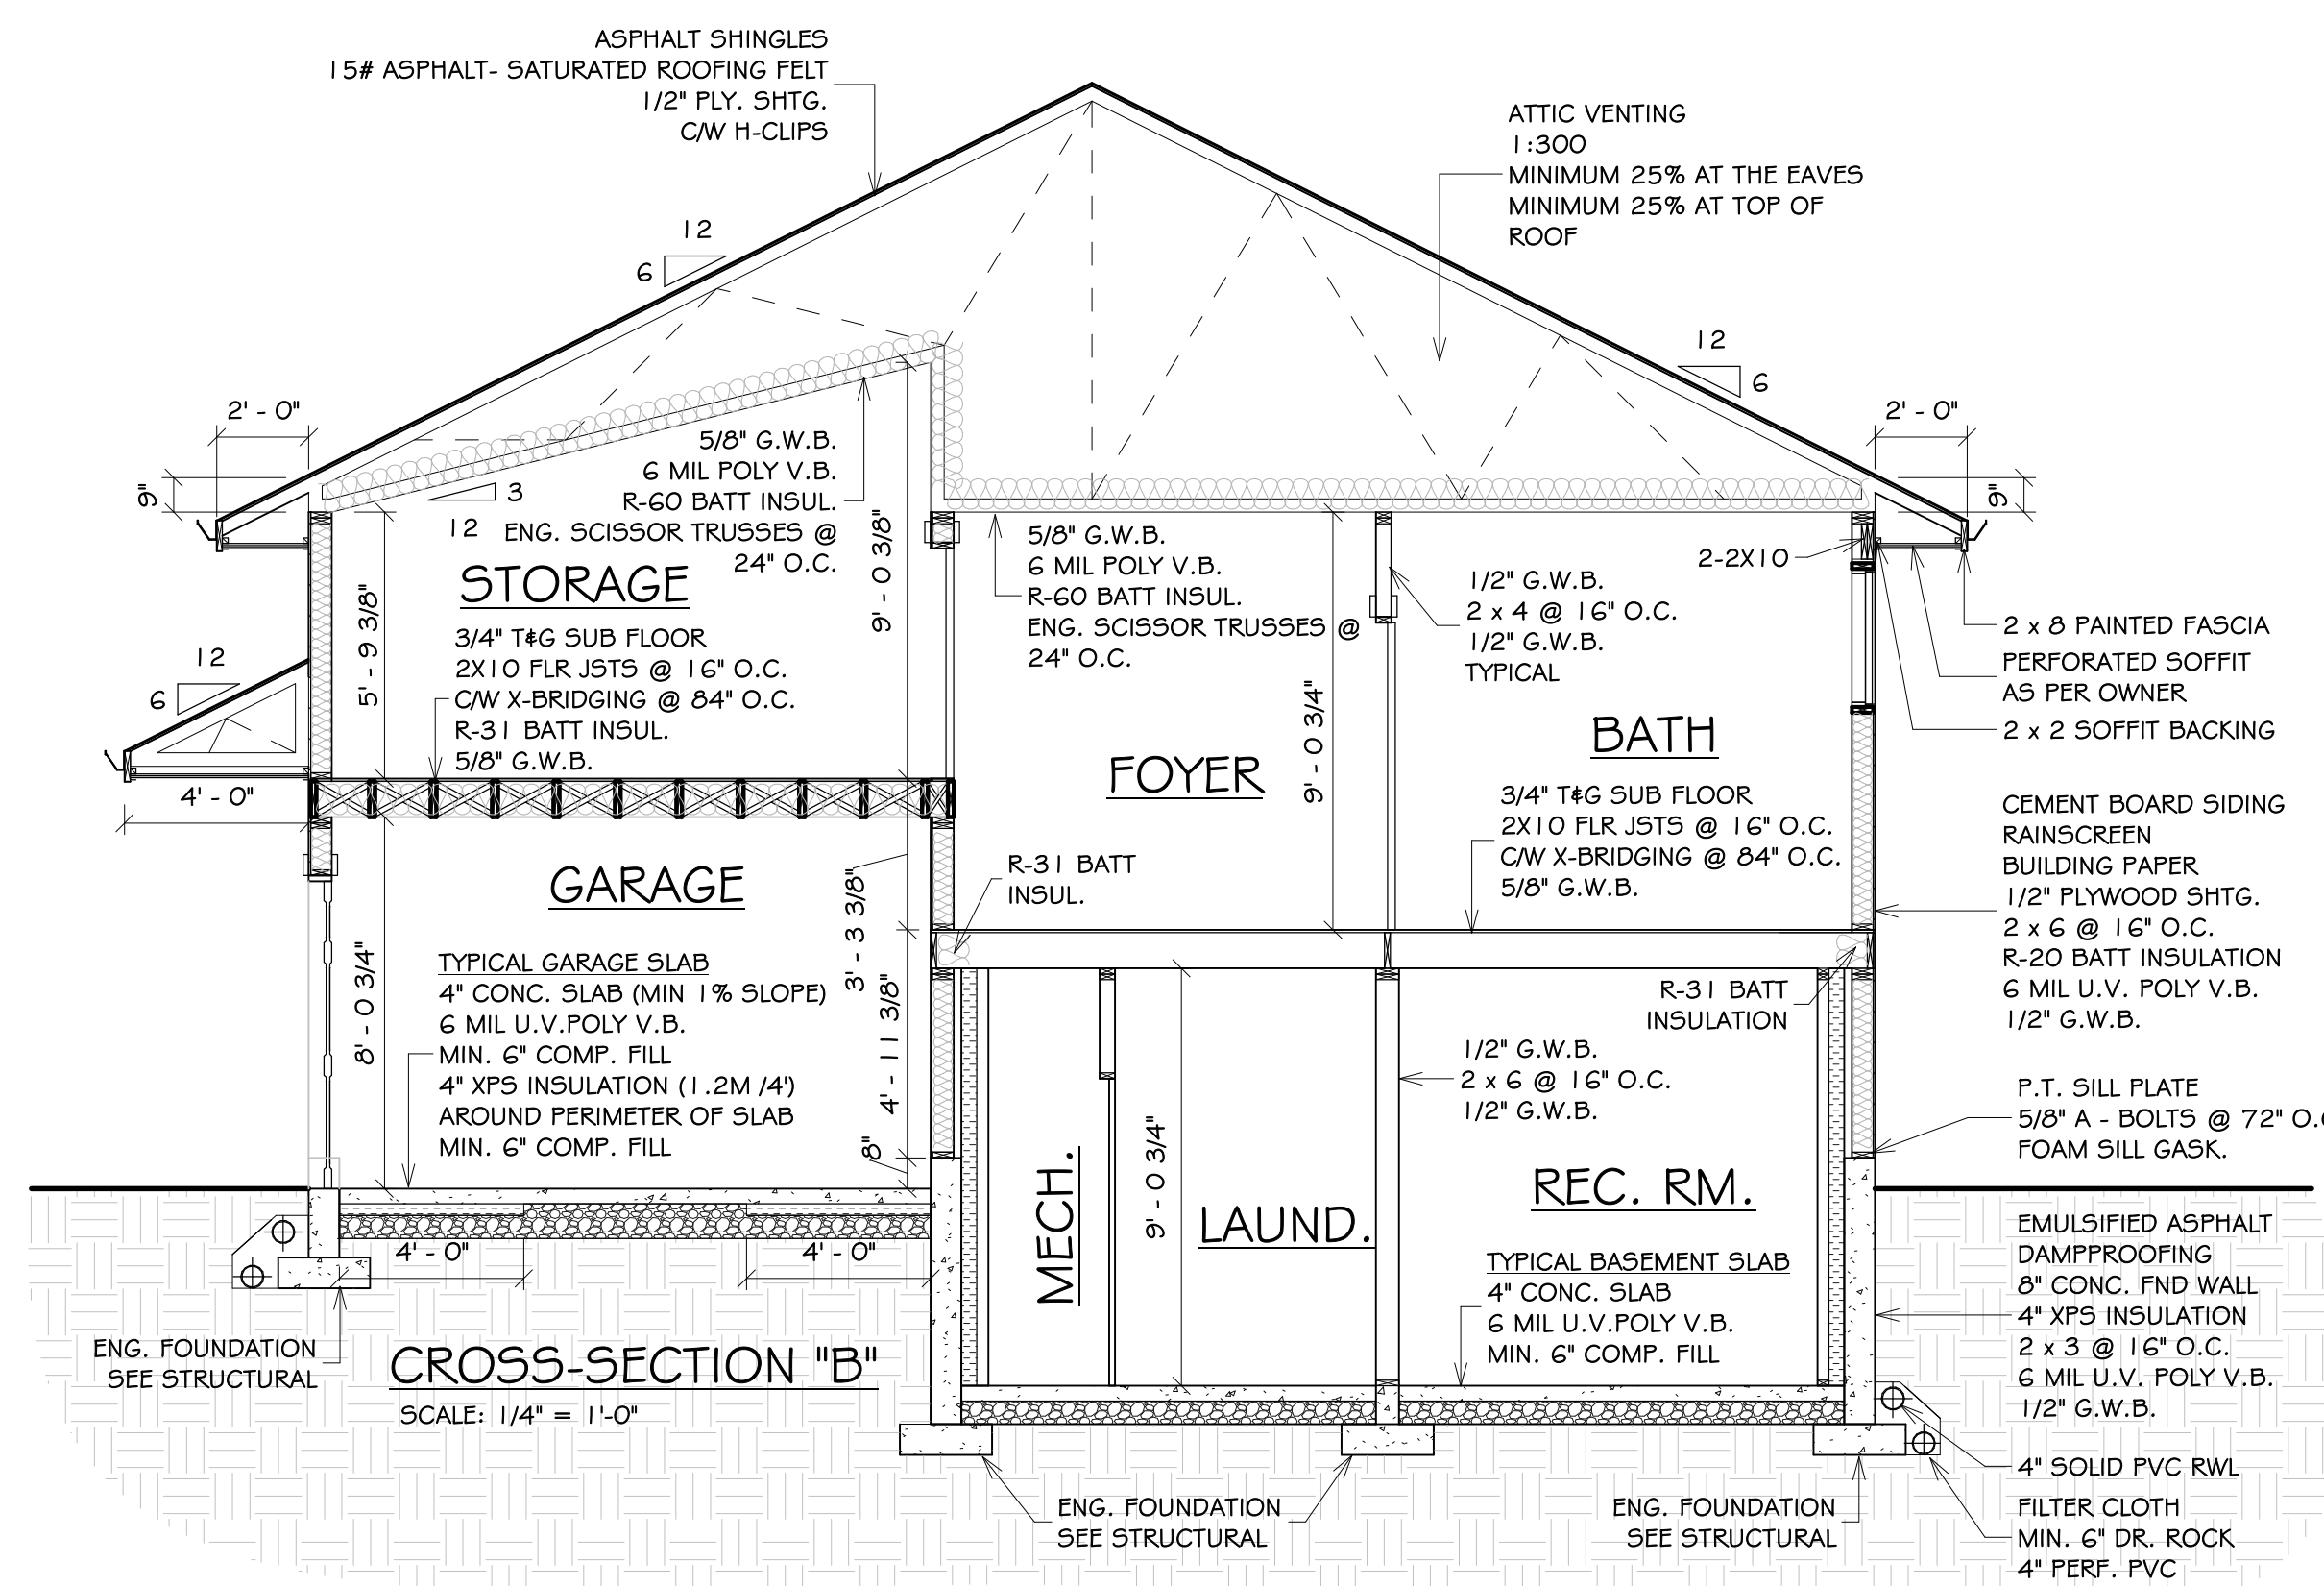 ASPHALT SHINGLES
15# ASPHALT- SATURATED ROOFING FELT
1/2" PLY. SHTG.
C/W H-CLIPS
ATTIC VENTING
1:300
MINIMUM 25% AT THE EAVES
MINIMUM 25% AT TOP OF
ROOF
12
6
12
6
2' - 0"
9"
2' - 0"
9"
5/8" G.W.B.
6 MIL POLY V.B.
R-60 BATT INSUL.
ENG. SCISSOR TRUSSES @
24" O.C.
3
12
9' - 0 3/8"
STORAGE
5' - 9 3/8"
3/4" T&G SUB FLOOR
2X10 FLR JSTS @ 16" O.C.
C/W X-BRIDGING @ 84" O.C.
R-31 BATT INSUL.
5/8" G.W.B.
12
6
4' - 0"
5/8" G.W.B.
6 MIL POLY V.B.
R-60 BATT INSUL.
ENG. SCISSOR TRUSSES @
24" O.C.
9' - 0 3/4"
FOYER
1/2" G.W.B.
2 x 4 @ 16" O.C.
1/2" G.W.B.
TYPICAL
2-2X10
BATH
3/4" T&G SUB FLOOR
2X10 FLR JSTS @ 16" O.C.
C/W X-BRIDGING @ 84" O.C.
5/8" G.W.B.
2 x 8 PAINTED FASCIA
PERFORATED SOFFIT
AS PER OWNER
2 x 2 SOFFIT BACKING
CEMENT BOARD SIDING
RAINSCREEN
BUILDING PAPER
1/2" PLYWOOD SHTG.
2 x 6 @ 16" O.C.
R-20 BATT INSULATION
6 MIL U.V. POLY V.B.
1/2" G.W.B.
GARAGE
R-31 BATT
INSUL.
3' - 3 3/8"
8' - 0 3/4"
TYPICAL GARAGE SLAB
4" CONC. SLAB (MIN 1% SLOPE)
6 MIL U.V.POLY V.B.
MIN. 6" COMP. FILL
4" XPS INSULATION (1.2M /4')
AROUND PERIMETER OF SLAB
MIN. 6" COMP. FILL
4' - 11 3/8"
8"
R-31 BATT
INSULATION
1/2" G.W.B.
2 x 6 @ 16" O.C.
1/2" G.W.B.
P.T. SILL PLATE
5/8" A - BOLTS @ 72" O.
FOAM SILL GASK.
MECH.
9' - 0 3/4"
LAUND.
REC. RM.
TYPICAL BASEMENT SLAB
4" CONC. SLAB
6 MIL U.V.POLY V.B.
MIN. 6" COMP. FILL
EMULSIFIED ASPHALT
DAMPPROOFING
8" CONC. FND WALL
4" XPS INSULATION
2 x 3 @ 16" O.C.
6 MIL U.V. POLY V.B.
1/2" G.W.B.
4' - 0"
4' - 0"
ENG. FOUNDATION
SEE STRUCTURAL
CROSS-SECTION "B"
SCALE: 1/4" = 1'-0"
4" SOLID PVC RWL
FILTER CLOTH
MIN. 6" DR. ROCK
4" PERF. PVC
ENG. FOUNDATION
SEE STRUCTURAL
ENG. FOUNDATION
SEE STRUCTURAL